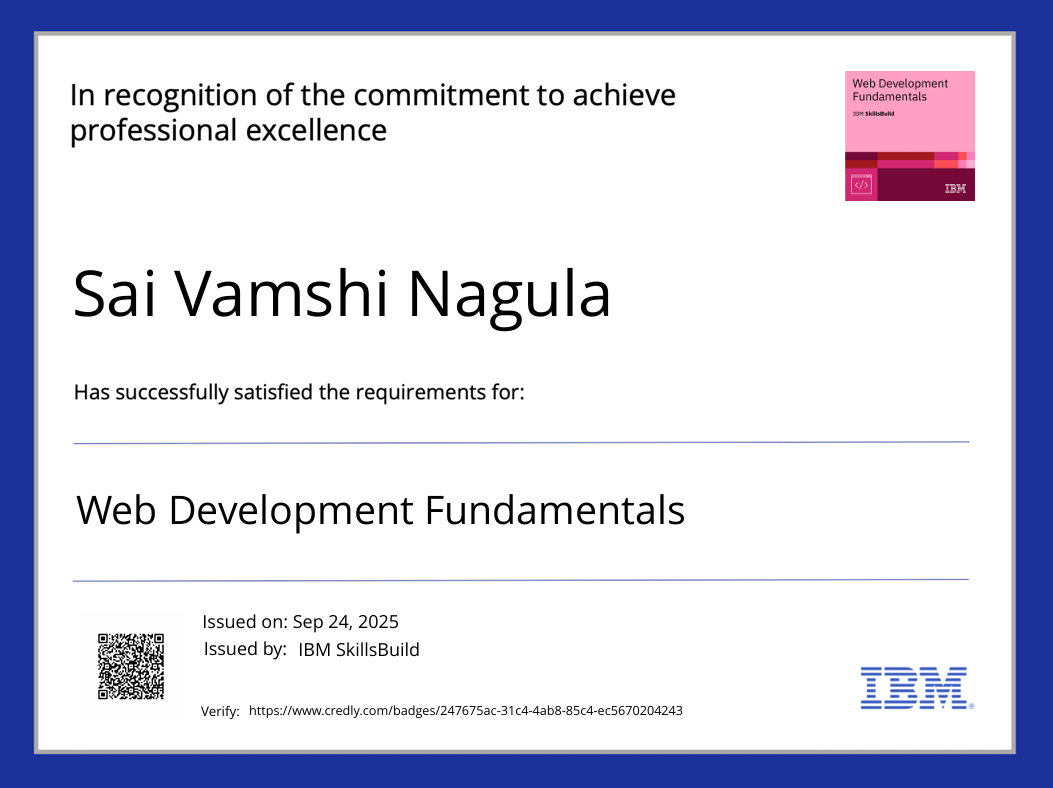 In recognition of the commitment to achieve
professional excellence
Web Development
Fundamentals
IBM SkillsBuild
</>
IBM
Sai Vamshi Nagula
Has successfully satisfied the requirements for:
Web Development Fundamentals
Issued on: Sep 24, 2025
Issued by: IBM SkillsBuild
Verify: https://www.credly.com/badges/247675ac-31c4-4ab8-85c4-ec5670204243
IBM®